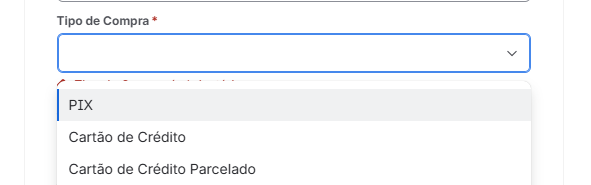 Tipo de Compra *
PIX
Cartão de Crédito
Cartão de Crédito Parcelado